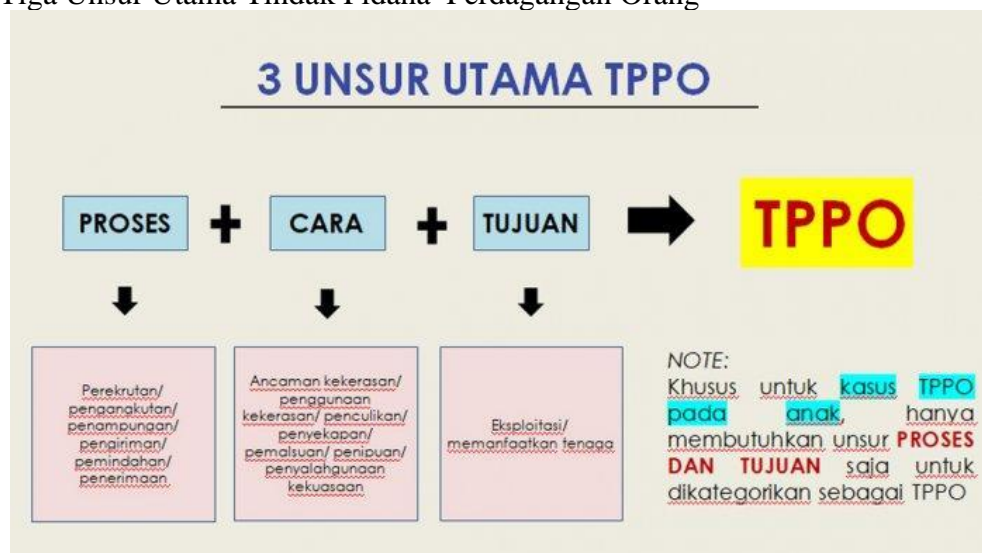 Tiga Unsur Utama Tindak Pidana Perdagangan Orang
3 UNSUR UTAMA TPPO
PROSES + CARA + TUJUAN TPPO
Perekrutan/
pengangkutan/
penampungan/
pengiriman/
pemindahan/
penerimaan
Ancaman kekerasan/
penggunaan
kekerasan/ penculikan/
penyekapan/
pemalsuan/ penipuan/
penyalahgunaan
kekuasaan
Eksploitasi/
memanfaatkan tenaga
NOTE:
Khusus untuk kasus TPPO
pada anak, hanya
membutuhkan unsur PROSES
DAN TUJUAN saja untuk
dikategorikan sebagai TPPO